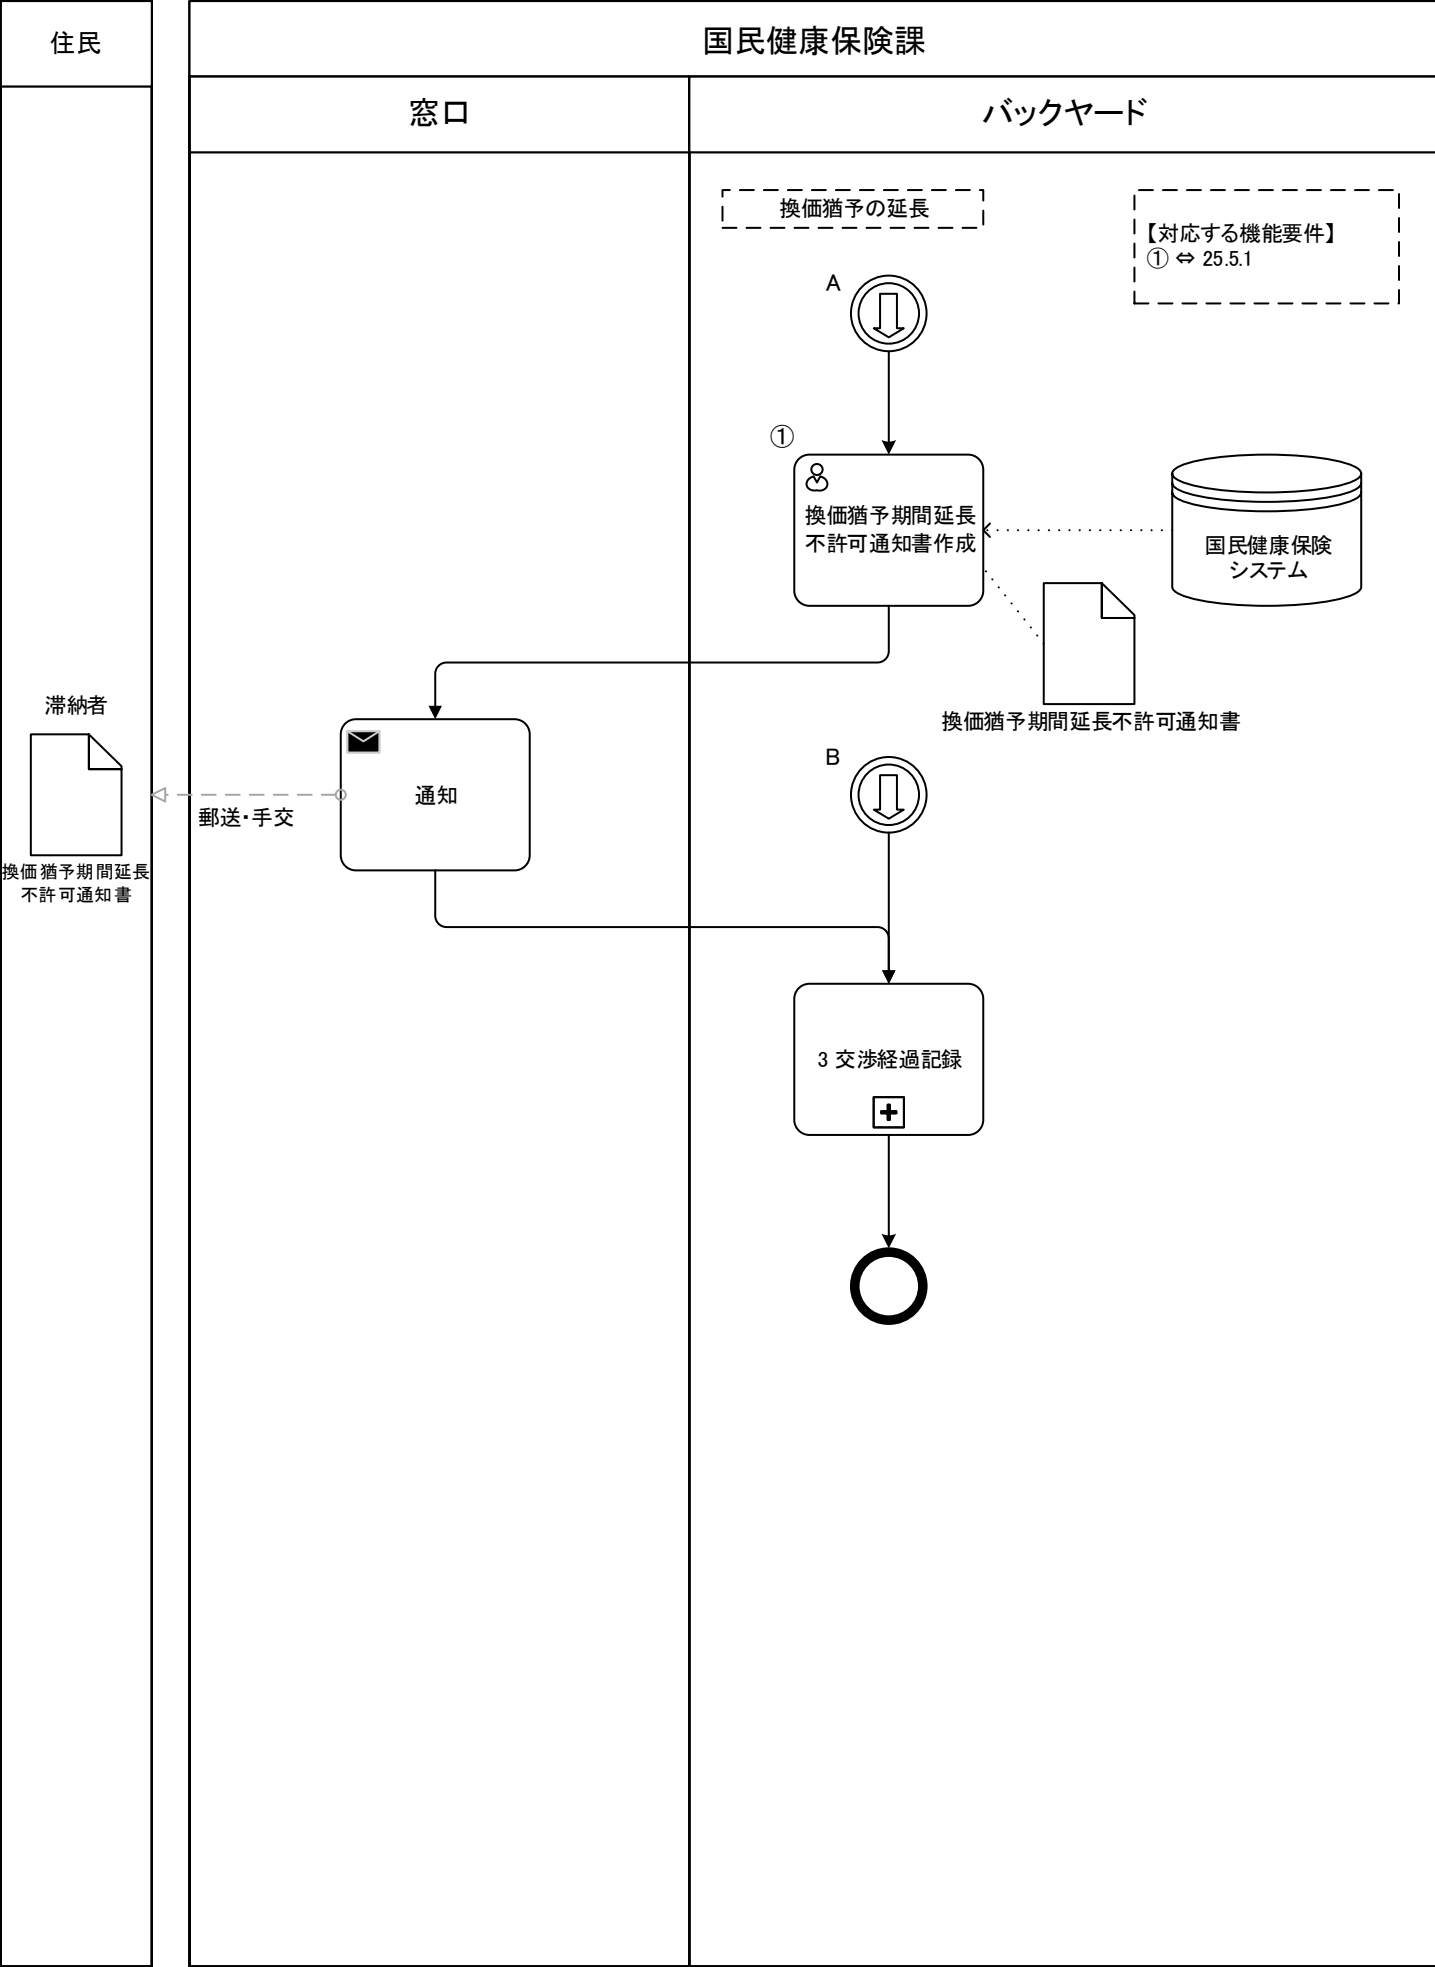 住民
国民健康保険課
窓口
バックヤード
換価猶予の延長
【対応する機能要件】
① ⇔ 25.5.1
A
①
換価猶予期間延長
不許可通知書作成
国民健康保険
システム
換価猶予期間延長不許可通知書
滞納者
換価猶予期間延長
不許可通知書
郵送・手交
通知
B
3 交渉経過記録